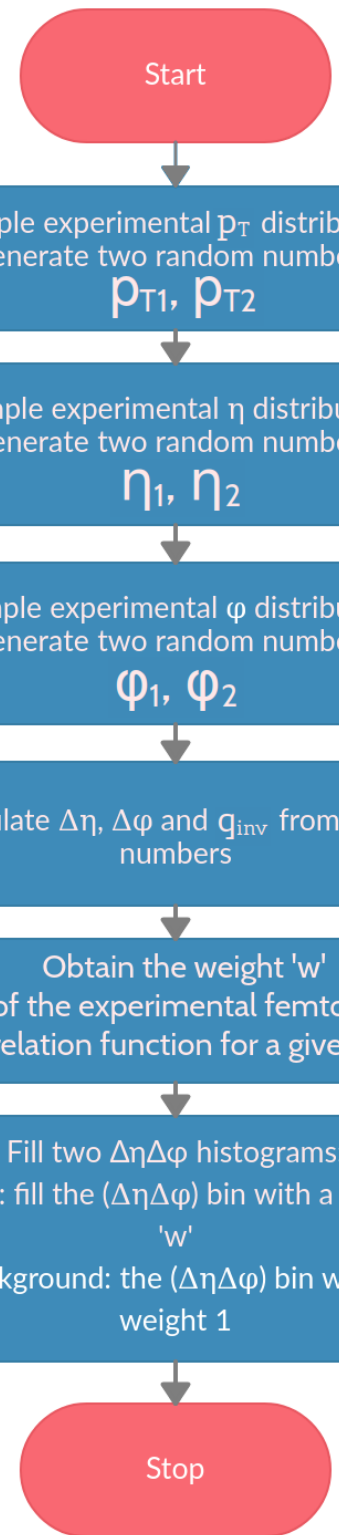 Start
ple experimental pT distrib
enerate two random numbe
pT1, pT2
ple experimental η distribu
enerate two random numbe
η1, η2
ple experimental φ distribu
enerate two random numbe
φ1, φ2
ulate Δη, Δφ and qinv from
numbers
Obtain the weight 'w'
of the experimental femto
elation function for a give
Fill two ΔηΔφ histograms
: fill the (ΔηΔφ) bin with a
'w'
kground: the (ΔηΔφ) bin w
weight 1
Stop